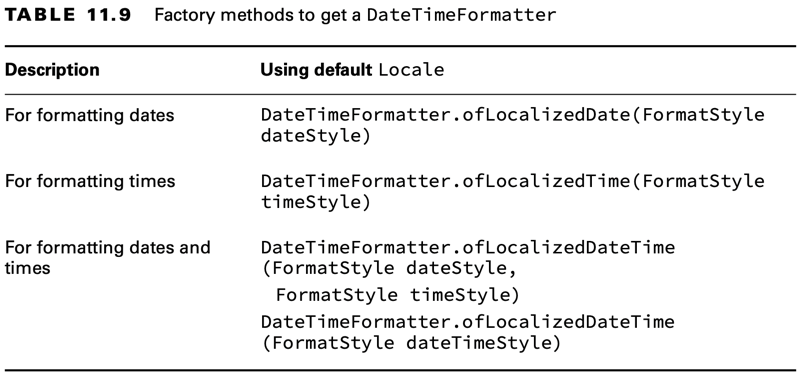 TABLE 11.9 Factory methods to get a DateTimeFormatter
Description Using default Locale
For formatting dates DateTimeFormatter.ofLocalizedDate(FormatStyle
dateStyle)
For formatting times DateTimeFormatter.ofLocalizedTime(FormatStyle
timeStyle)
For formatting dates and DateTimeFormatter.ofLocalizedDateTime
times (FormatStyle dateStyle,
FormatStyle timeStyle)
DateTimeFormatter.ofLocalizedDateTime
(FormatStyle dateTimeStyle)